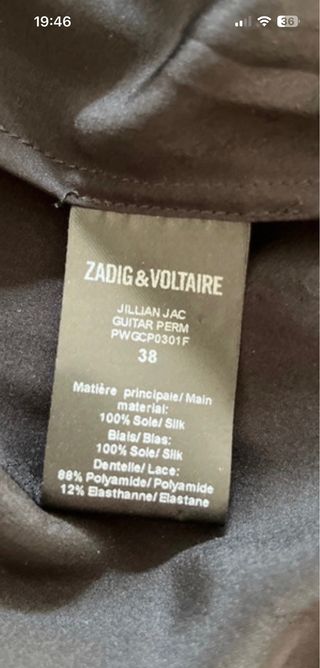 19:46
36
ZADIG&VOLTAIRE
JILLIAN JAC
GUITAR PERM
PWGCP0301F
38
Matière principale/ Main
material:
100% Soie/ Silk
Biais/ Bias:
100% Soie/ Silk
Dentelle/ Lace:
88% Polyamide/ Polyamide
12% Elasthanne/ Elastane